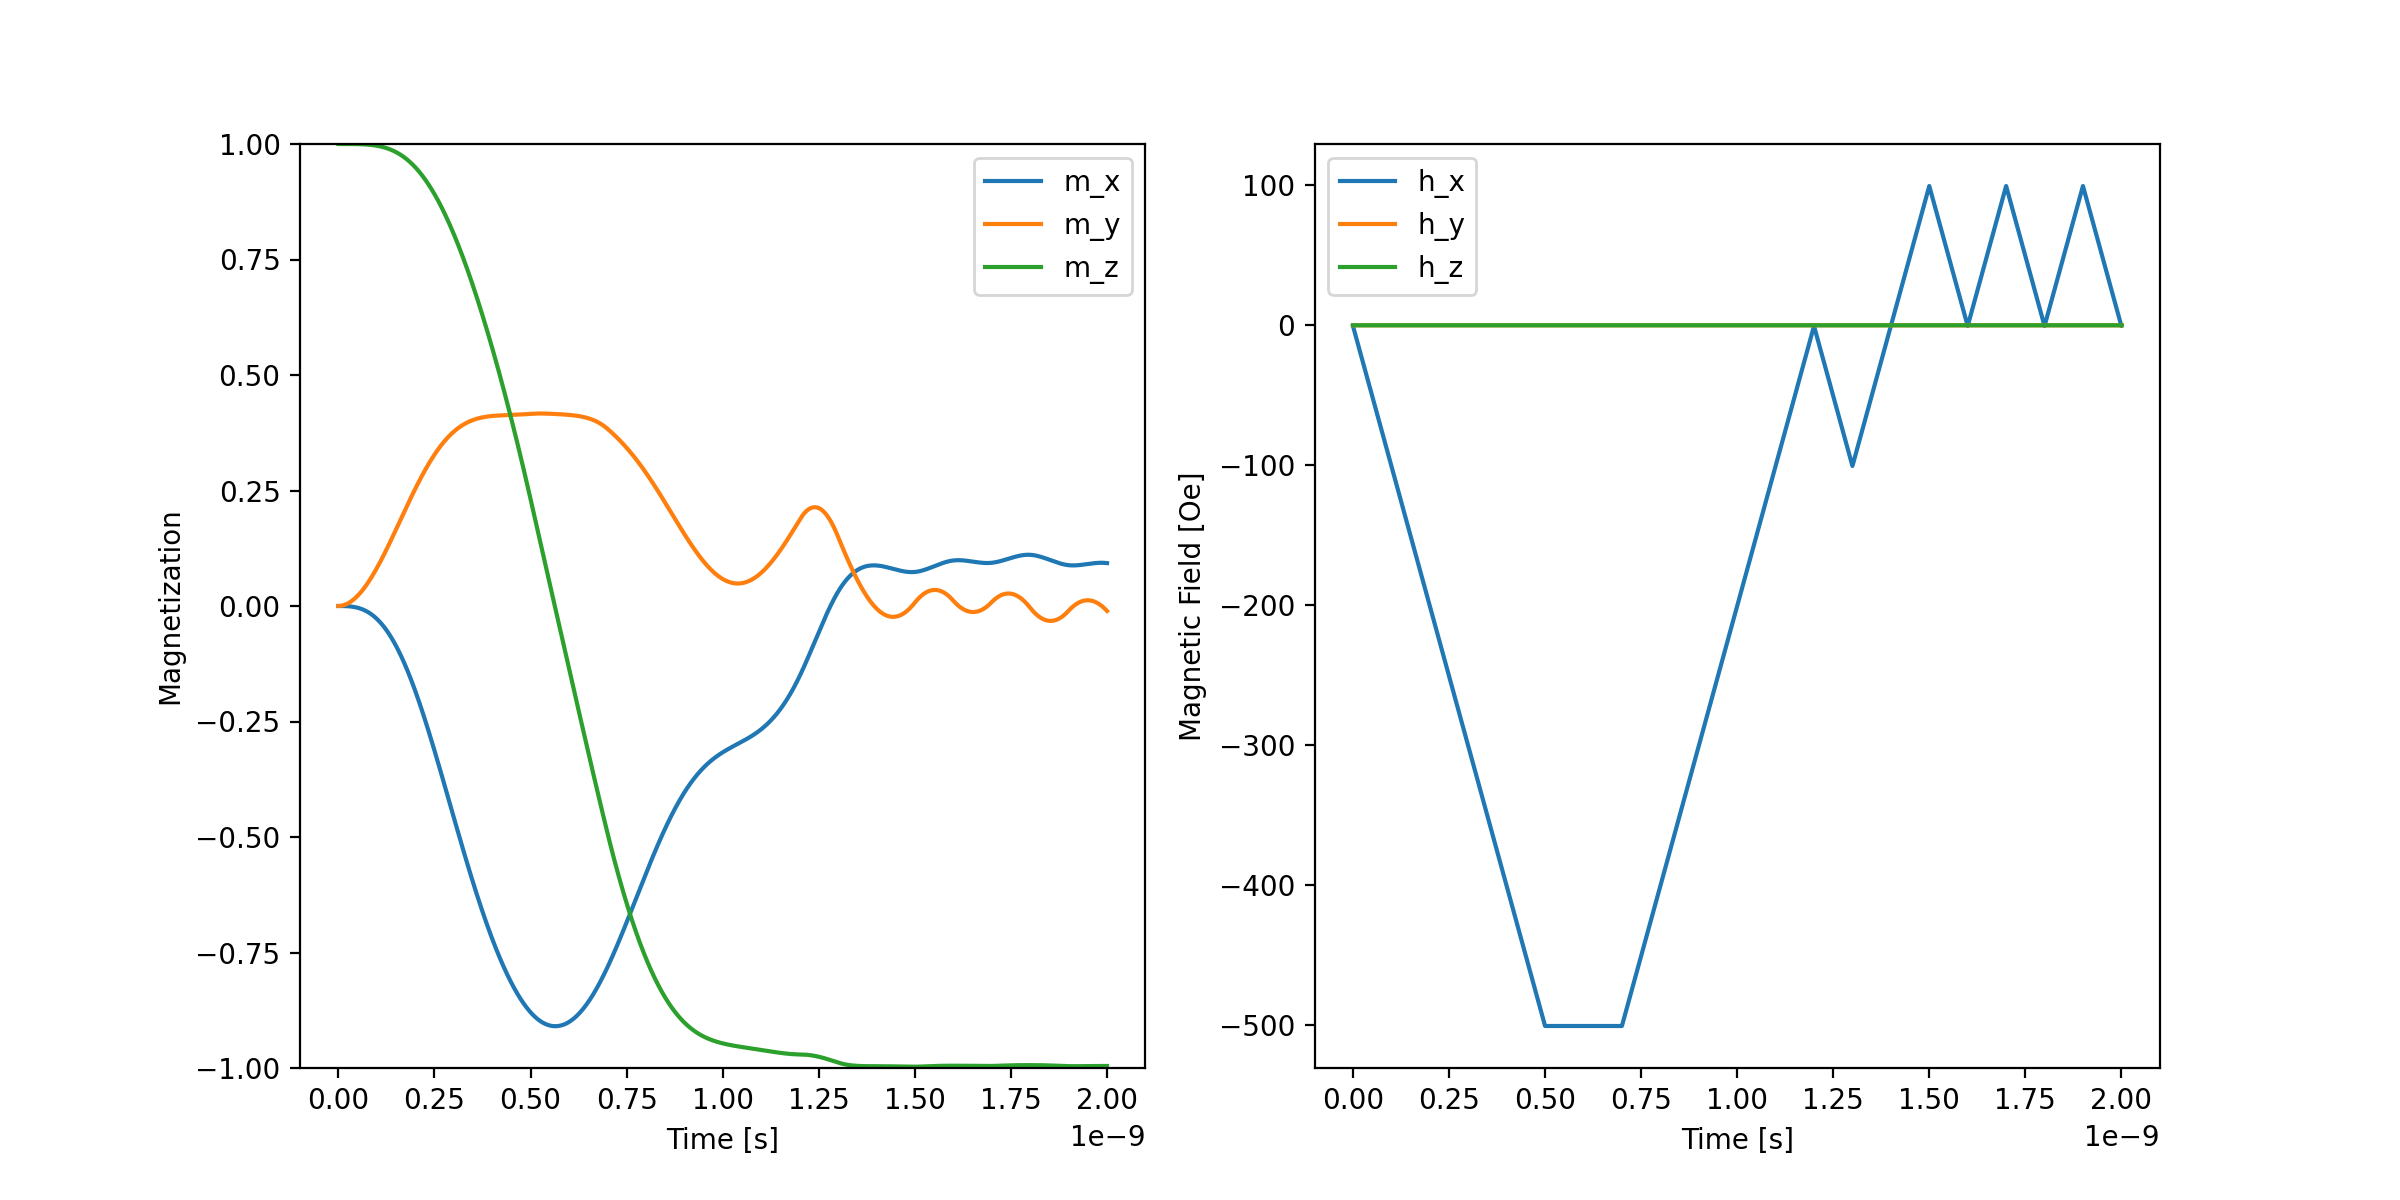 Magnetization
1.00
0.75
0.50
0.25
0.00
−0.25
−0.50
−0.75
−1.00
m_x
m_y
m_z
0.00 0.25 0.50 0.75 1.00 1.25 1.50 1.75 2.00
Time [s]
1e−9
Magnetic Field [Oe]
100
0
−100
−200
−300
−400
−500
h_x
h_y
h_z
0.00 0.25 0.50 0.75 1.00 1.25 1.50 1.75 2.00
Time [s]
1e−9